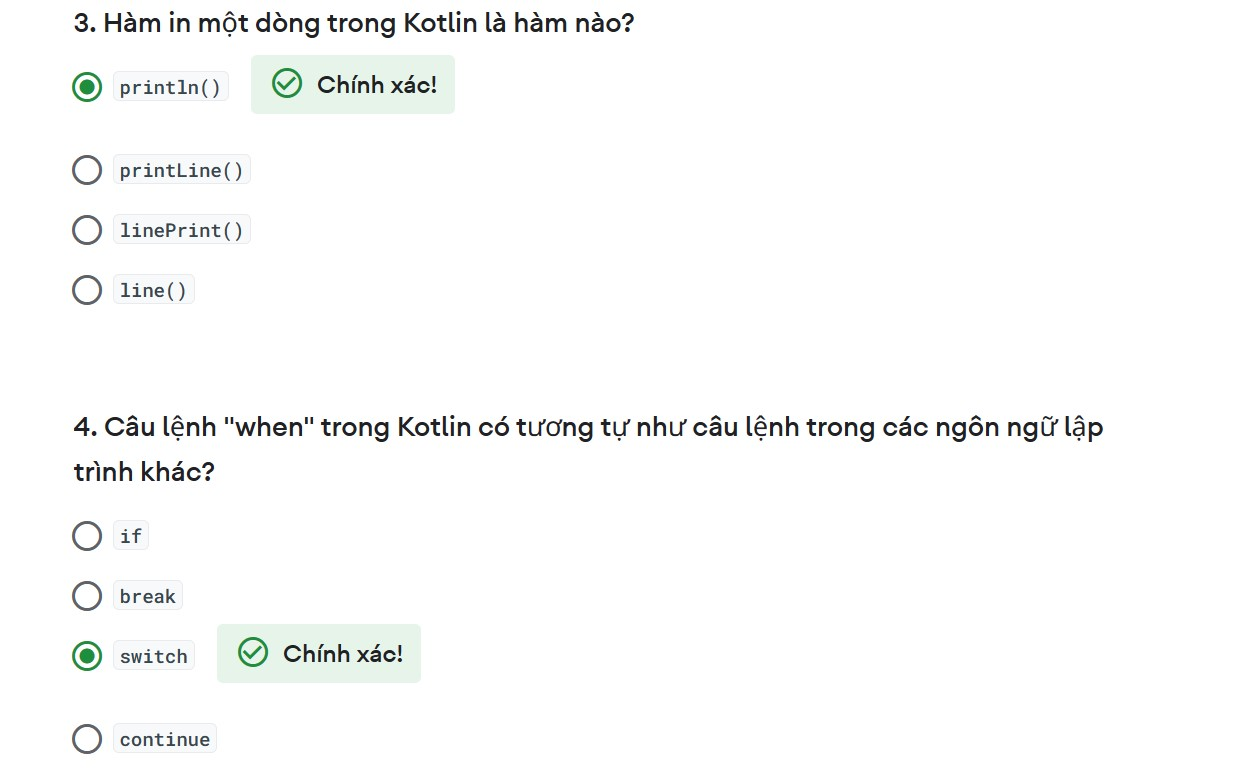 3. Hàm in một dòng trong Kotlin là hàm nào?
println() Chính xác!
printLine()
linePrint()
line()
4. Câu lệnh "when" trong Kotlin có tương tự như câu lệnh trong các ngôn ngữ lập
trình khác?
if
break
switch Chính xác!
continue